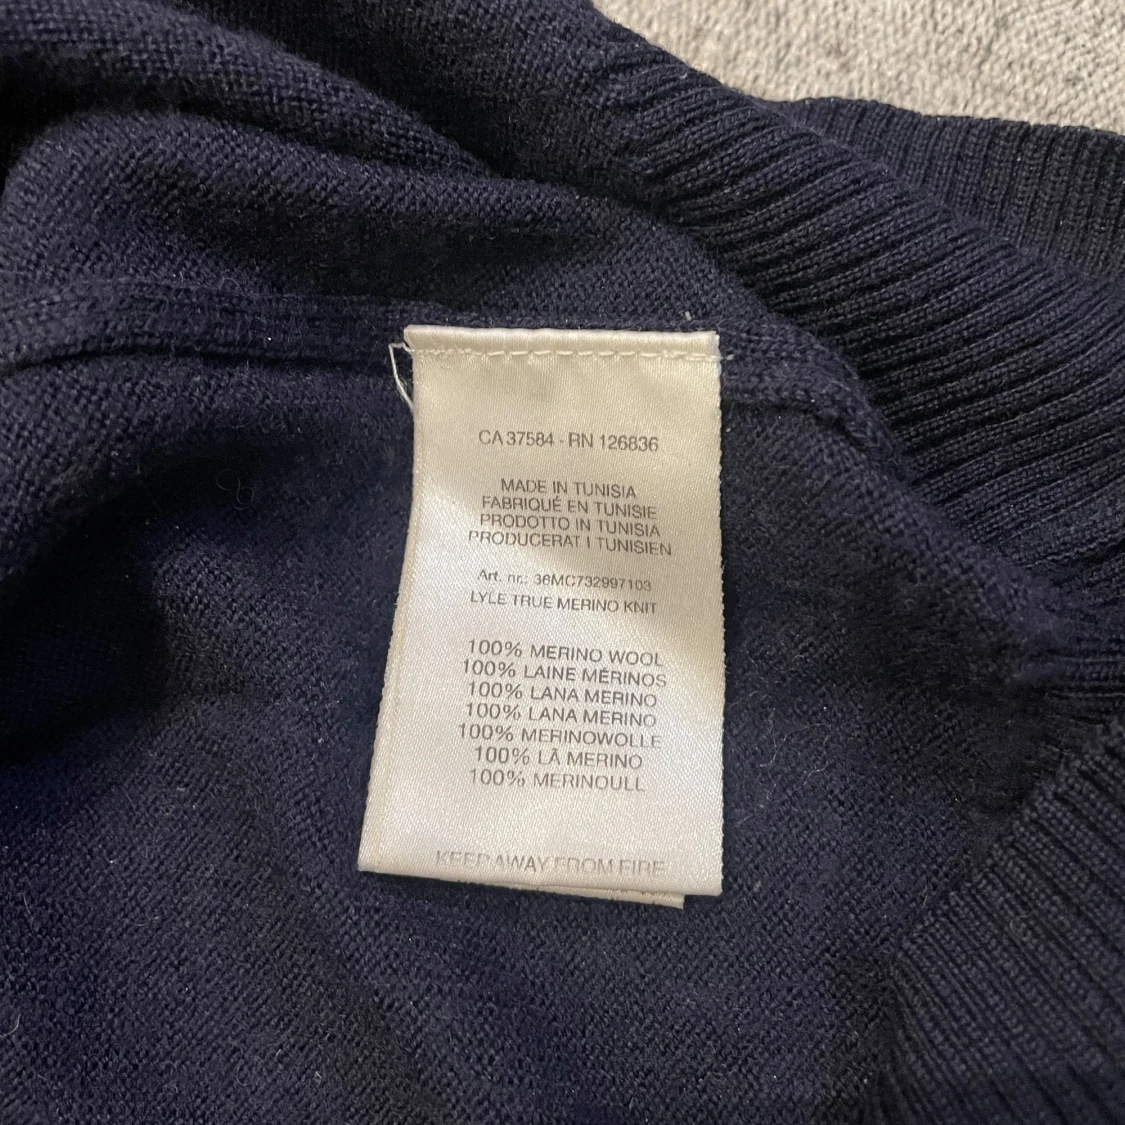 CA 37584 - RN 126836
MADE IN TUNISIA
FABRIQUÉ EN TUNISIE
PRODOTTO IN TUNISIA
PRODUCERAT I TUNISIEN
Art. nr.: 36MC732997103
LYLE TRUE MERINO KNIT
100% MERINO WOOL
100% LAINE MÉRINOS
100% LANA MERINO
100% LANA MERINO
100% MERINOWOLLE
100% LÃ MERINO
100% MERINOULL
KEEP AWAY FROM FIRE